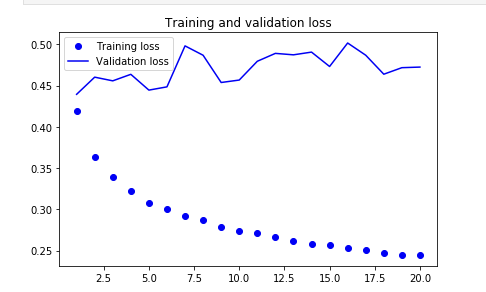 Training and validation loss
Training loss
Validation loss
0.50
0.45
0.40
0.35
0.30
0.25
2.5 5.0 7.5 10.0 12.5 15.0 17.5 20.0